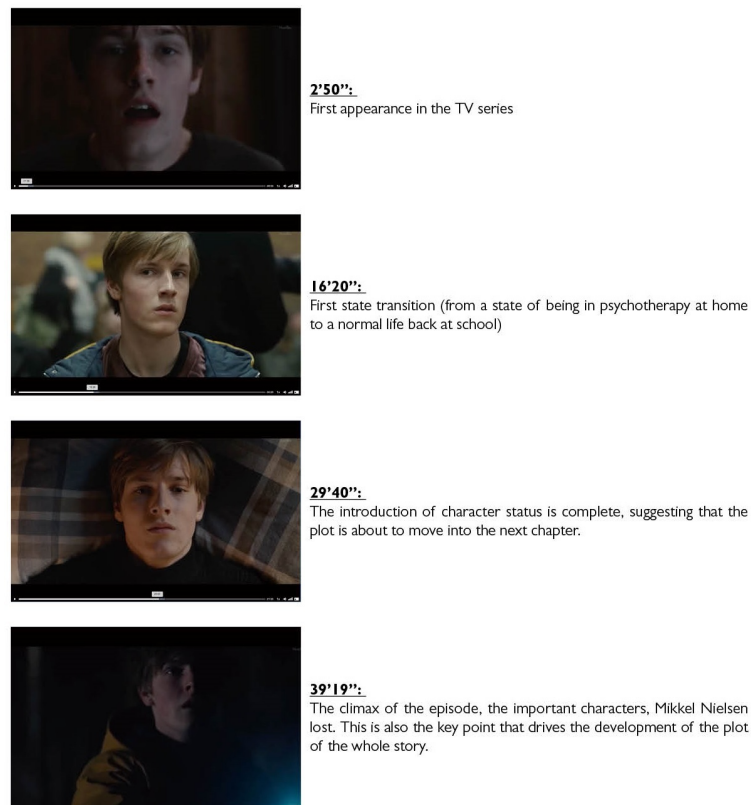 2'50”:
First appearance in the TV series
16'20”:
First state transition (from a state of being in psychotherapy at home
to a normal life back at school)
29'40”:
The introduction of character status is complete, suggesting that the
plot is about to move into the next chapter.
39'19”:
The climax of the episode, the important characters, Mikkel Nielsen
lost. This is also the key point that drives the development of the plot
of the whole story.